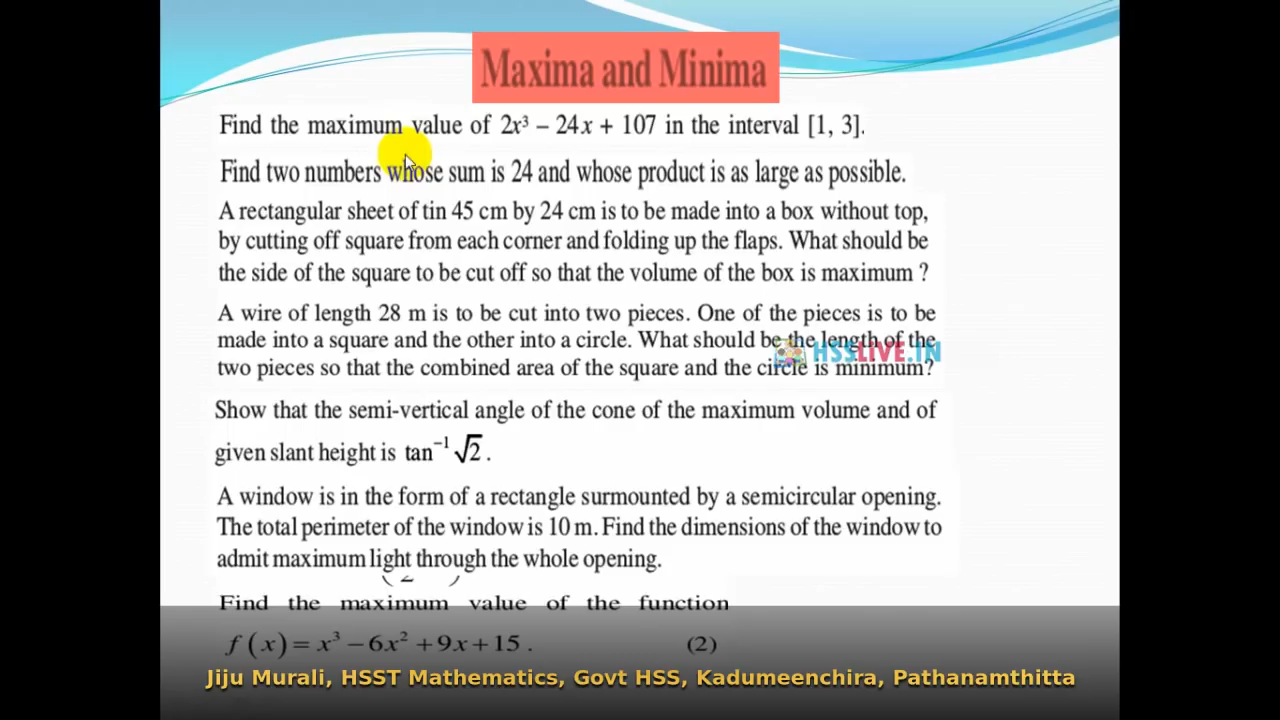 Maxima and Minima
Find the maximum value of 2x³ − 24x + 107 in the interval [1, 3].
Find two numbers whose sum is 24 and whose product is as large as possible.
A rectangular sheet of tin 45 cm by 24 cm is to be made into a box without top,
by cutting off square from each corner and folding up the flaps. What should be
the side of the square to be cut off so that the volume of the box is maximum ?
A wire of length 28 m is to be cut into two pieces. One of the pieces is to be
made into a square and the other into a circle. What should be the length of the
HSSLIVE.IN
two pieces so that the combined area of the square and the circle is minimum?
Show that the semi-vertical angle of the cone of the maximum volume and of
given slant height is tan⁻¹ √2 .
A window is in the form of a rectangle surmounted by a semicircular opening.
The total perimeter of the window is 10 m. Find the dimensions of the window to
admit maximum light through the whole opening.
Find the maximum value of the function
f (x) = x³ − 6x² + 9x + 15 . (2)
Jiju Murali, HSST Mathematics, Govt HSS, Kadumeenchira, Pathanamthitta